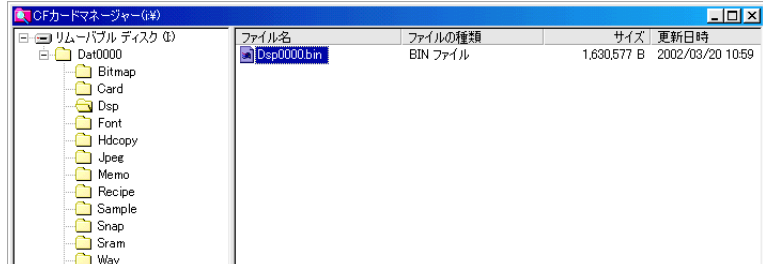 CFカードマネージャー(i:¥)
リムーバブル ディスク (I:)
Dat0000
Bitmap
Card
Dsp
Font
Hdcopy
Jpeg
Memo
Recipe
Sample
Snap
Sram
Wav
ファイル名 ファイルの種類 サイズ 更新日時
Dsp0000.bin BIN ファイル 1,630,577 B 2002/03/20 10:59